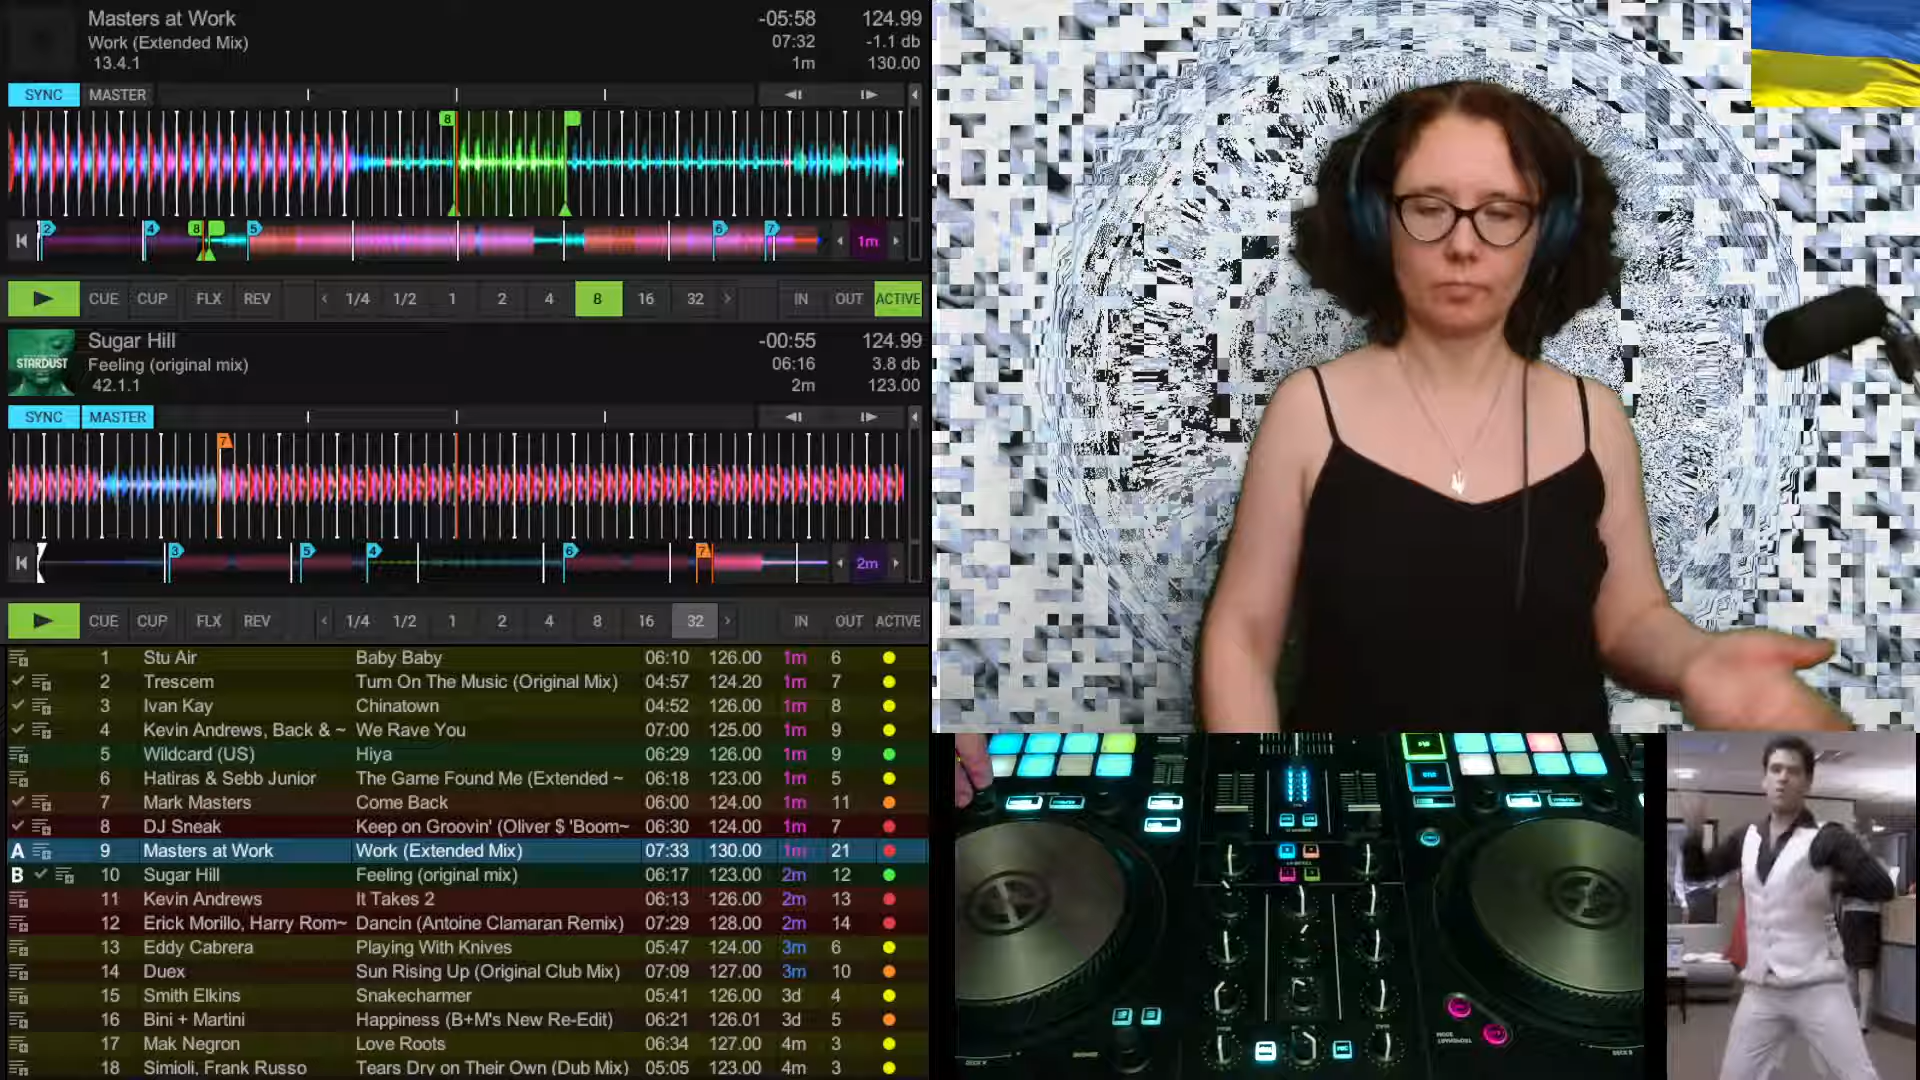 Masters at Work -05:58 124.99
Work (Extended Mix) 07:32 -1.1 db
13.4.1 1m 130.00
SYNC MASTER
8
2 4 8 5 6 7 1m
CUE CUP FLX REV 1/4 1/2 1 2 4 8 16 32 IN OUT ACTIVE
STARDUST
Sugar Hill -00:55 124.99
Feeling (original mix) 06:16 3.8 db
42.1.1 2m 123.00
SYNC MASTER
7
3 5 4 6 7 2m
CUE CUP FLX REV 1/4 1/2 1 2 4 8 16 32 IN OUT ACTIVE
1 Stu Air Baby Baby 06:10 126.00 1m 6
2 Trescem Turn On The Music (Original Mix) 04:57 124.20 1m 7
3 Ivan Kay Chinatown 04:52 126.00 1m 8
4 Kevin Andrews, Back & ~ We Rave You 07:00 125.00 1m 9
5 Wildcard (US) Hiya 06:29 126.00 1m 9
6 Hatiras & Sebb Junior The Game Found Me (Extended ~ 06:18 123.00 1m 5
7 Mark Masters Come Back 06:00 124.00 1m 11
8 DJ Sneak Keep on Groovin' (Oliver $ 'Boom~ 06:30 124.00 1m 7
A 9 Masters at Work Work (Extended Mix) 07:33 130.00 1m 21
B 10 Sugar Hill Feeling (original mix) 06:17 123.00 2m 12
11 Kevin Andrews It Takes 2 06:13 126.00 2m 13
12 Erick Morillo, Harry Rom~ Dancin (Antoine Clamaran Remix) 07:29 128.00 2m 14
13 Eddy Cabrera Playing With Knives 05:47 124.00 3m 6
14 Duex Sun Rising Up (Original Club Mix) 07:09 127.00 3m 10
15 Smith Elkins Snakecharmer 05:41 126.00 3d 4
16 Bini + Martini Happiness (B+M's New Re-Edit) 06:21 126.01 3d 5
17 Mak Negron Love Roots 06:34 127.00 4m 3
18 Simioli, Frank Russo Tears Dry on Their Own (Dub Mix) 05:05 123.00 4m 3